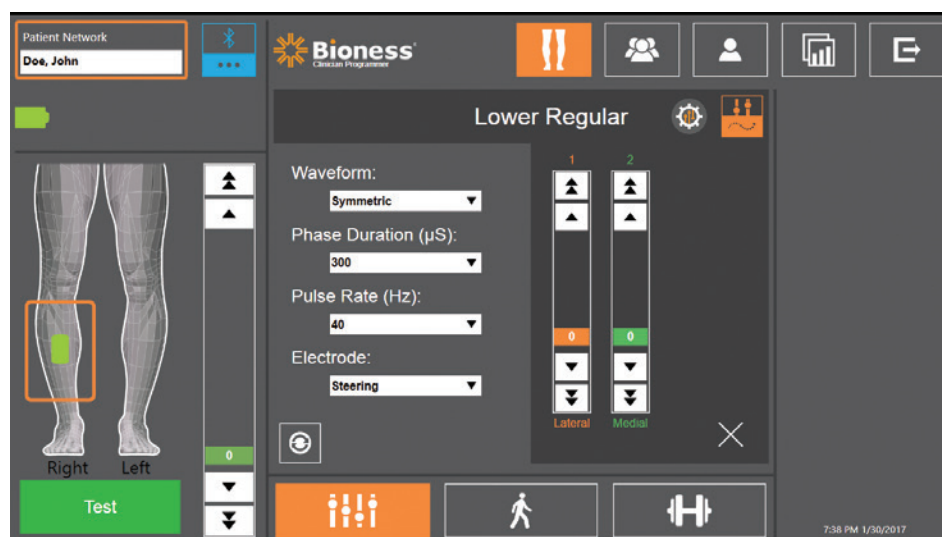 Patient Network
Doe, John
Bioness
Clinician Programmer
Lower Regular
Waveform:
Symmetric
Phase Duration (µS):
300
Pulse Rate (Hz):
40
Electrode:
Steering
1
2
0
0
Lateral
Medial
Right
Left
0
Test
7:38 PM 1/30/2017